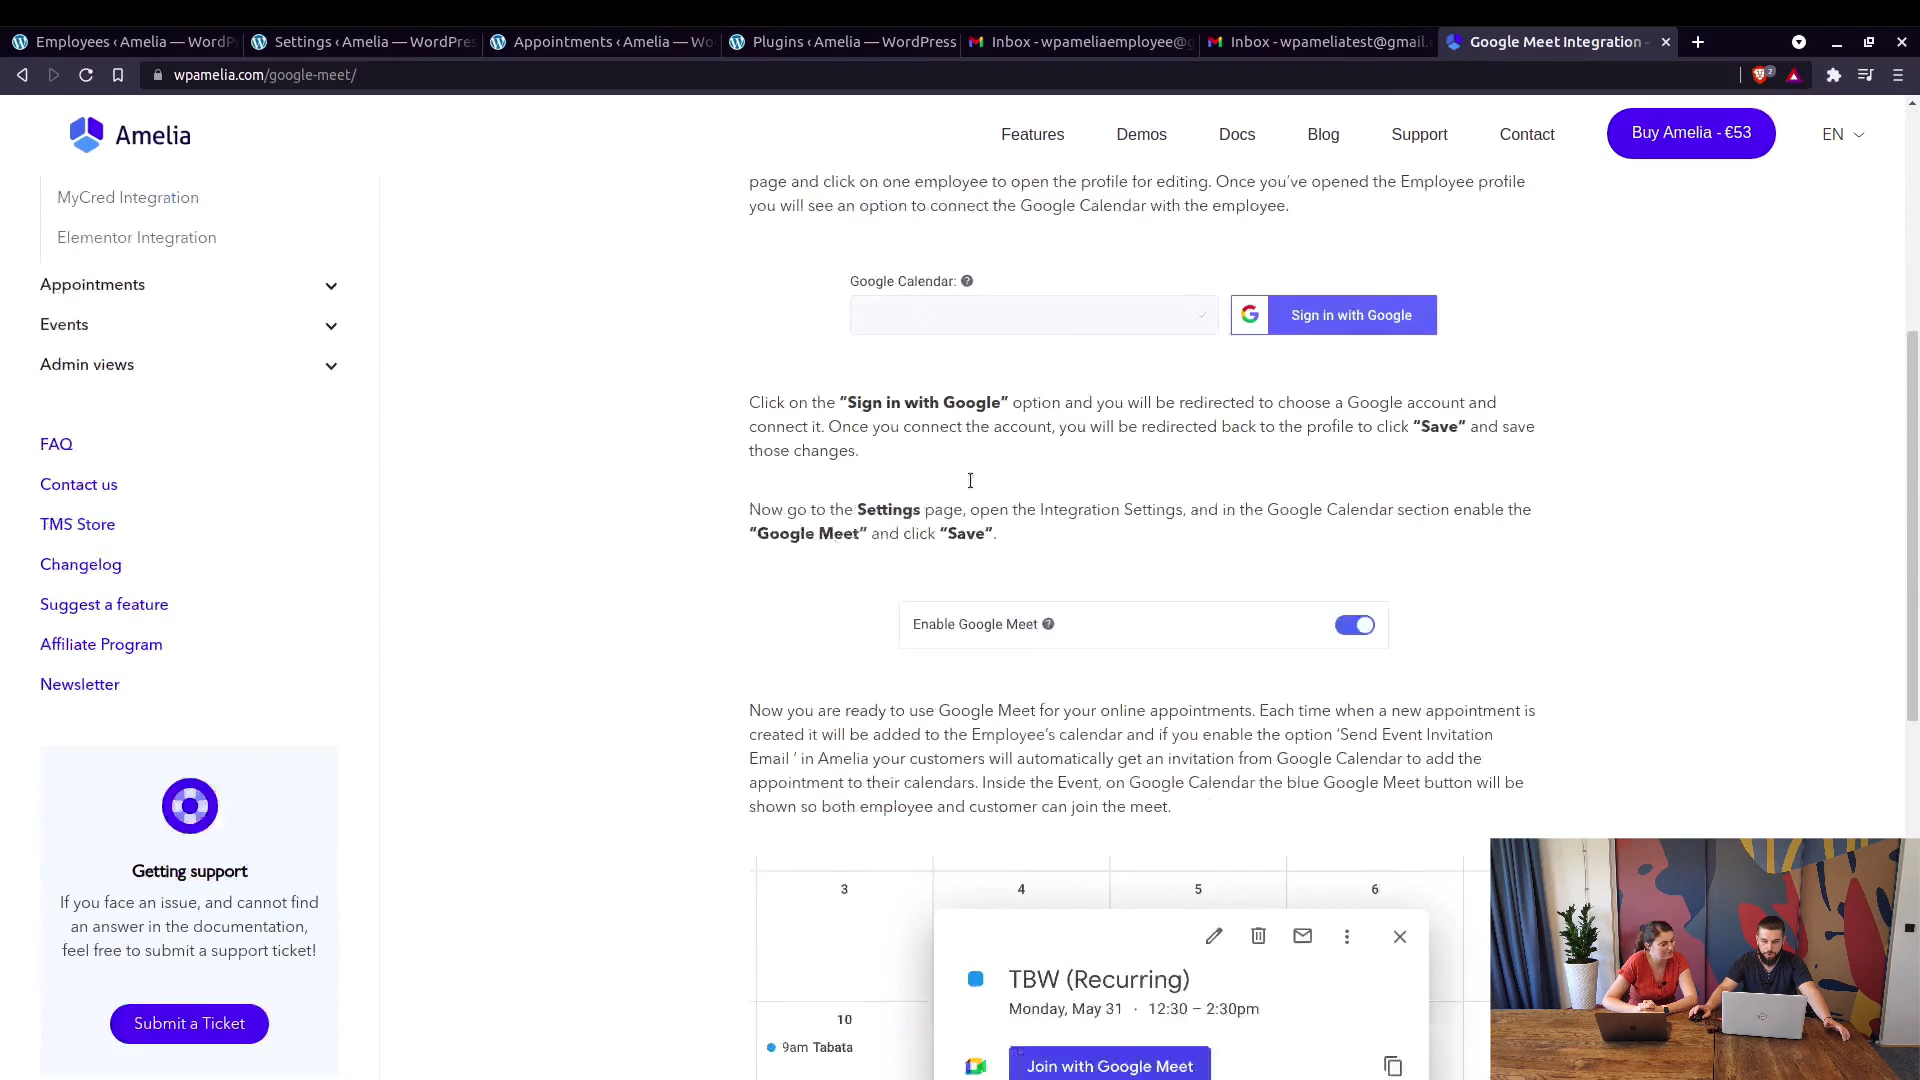 Employees ‹ Amelia — WordP
Settings ‹ Amelia — WordPres
Appointments ‹ Amelia — Wo
Plugins ‹ Amelia — WordPress
Inbox - wpameliaemployee@g
Inbox - wpameliatest@gmail.
Google Meet Integration -
wpamelia.com/google-meet/
2
Amelia
Features
Demos
Docs
Blog
Support
Contact
Buy Amelia - €53
EN
MyCred Integration
Elementor Integration
Appointments
Events
Admin views
FAQ
Contact us
TMS Store
Changelog
Suggest a feature
Affiliate Program
Newsletter
Getting support
If you face an issue, and cannot find
an answer in the documentation,
feel free to submit a support ticket!
Submit a Ticket
page and click on one employee to open the profile for editing. Once you've opened the Employee profile
you will see an option to connect the Google Calendar with the employee.
Google Calendar:
Sign in with Google
Click on the “Sign in with Google” option and you will be redirected to choose a Google account and
connect it. Once you connect the account, you will be redirected back to the profile to click “Save” and save
those changes.
Now go to the Settings page, open the Integration Settings, and in the Google Calendar section enable the
“Google Meet” and click “Save”.
Enable Google Meet
Now you are ready to use Google Meet for your online appointments. Each time when a new appointment is
created it will be added to the Employee's calendar and if you enable the option ‘Send Event Invitation
Email ’ in Amelia your customers will automatically get an invitation from Google Calendar to add the
appointment to their calendars. Inside the Event, on Google Calendar the blue Google Meet button will be
shown so both employee and customer can join the meet.
3
4
5
6
TBW (Recurring)
Monday, May 31 · 12:30 – 2:30pm
10
9am Tabata
Join with Google Meet